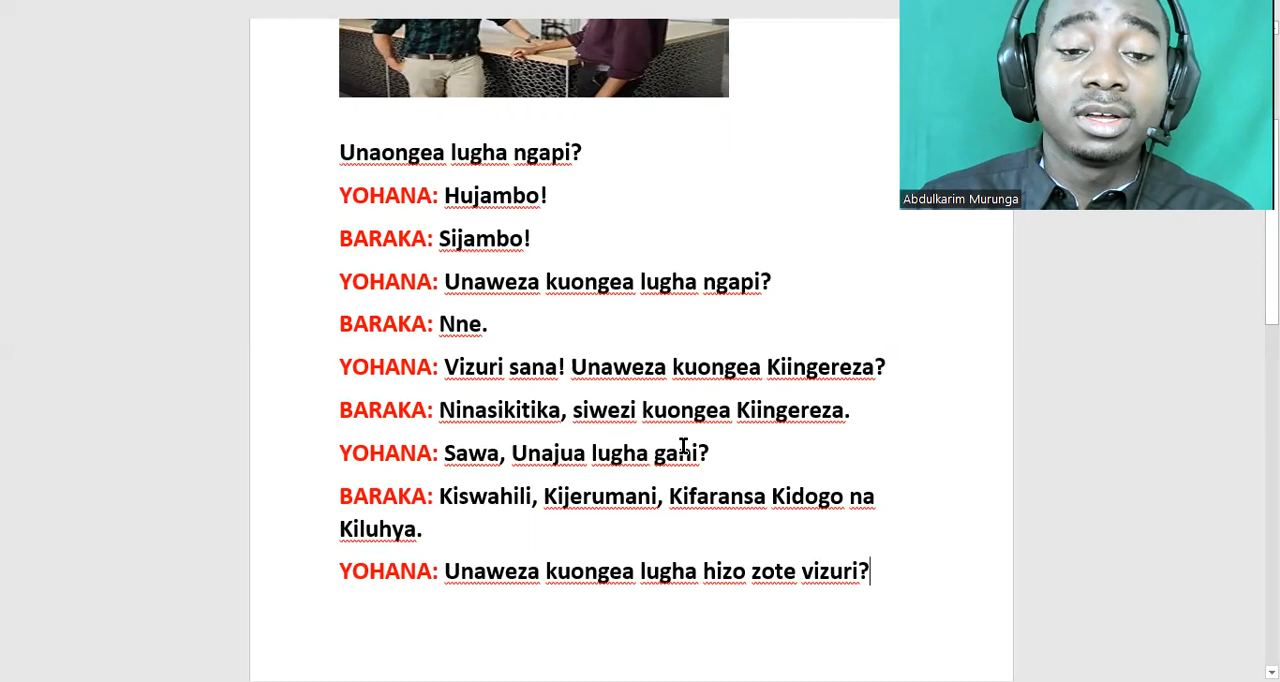 Abdulkarim Murunga
Unaongea lugha ngapi?
YOHANA: Hujambo!
BARAKA: Sijambo!
YOHANA: Unaweza kuongea lugha ngapi?
BARAKA: Nne.
YOHANA: Vizuri sana! Unaweza kuongea Kiingereza?
BARAKA: Ninasikitika, siwezi kuongea Kiingereza.
YOHANA: Sawa, Unajua lugha gani?
BARAKA: Kiswahili, Kijerumani, Kifaransa Kidogo na
Kiluhya.
YOHANA: Unaweza kuongea lugha hizo zote vizuri?